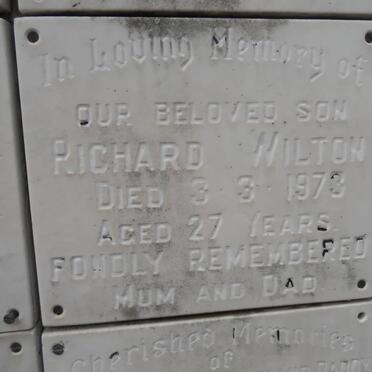 In Loving Memory of
OUR BELOVED SON
RICHARD WILTON
DIED 3 3 1973
AGED 27 YEARS
FONDLY REMEMBERED
MUM AND DAD
Cherished Memories
OF